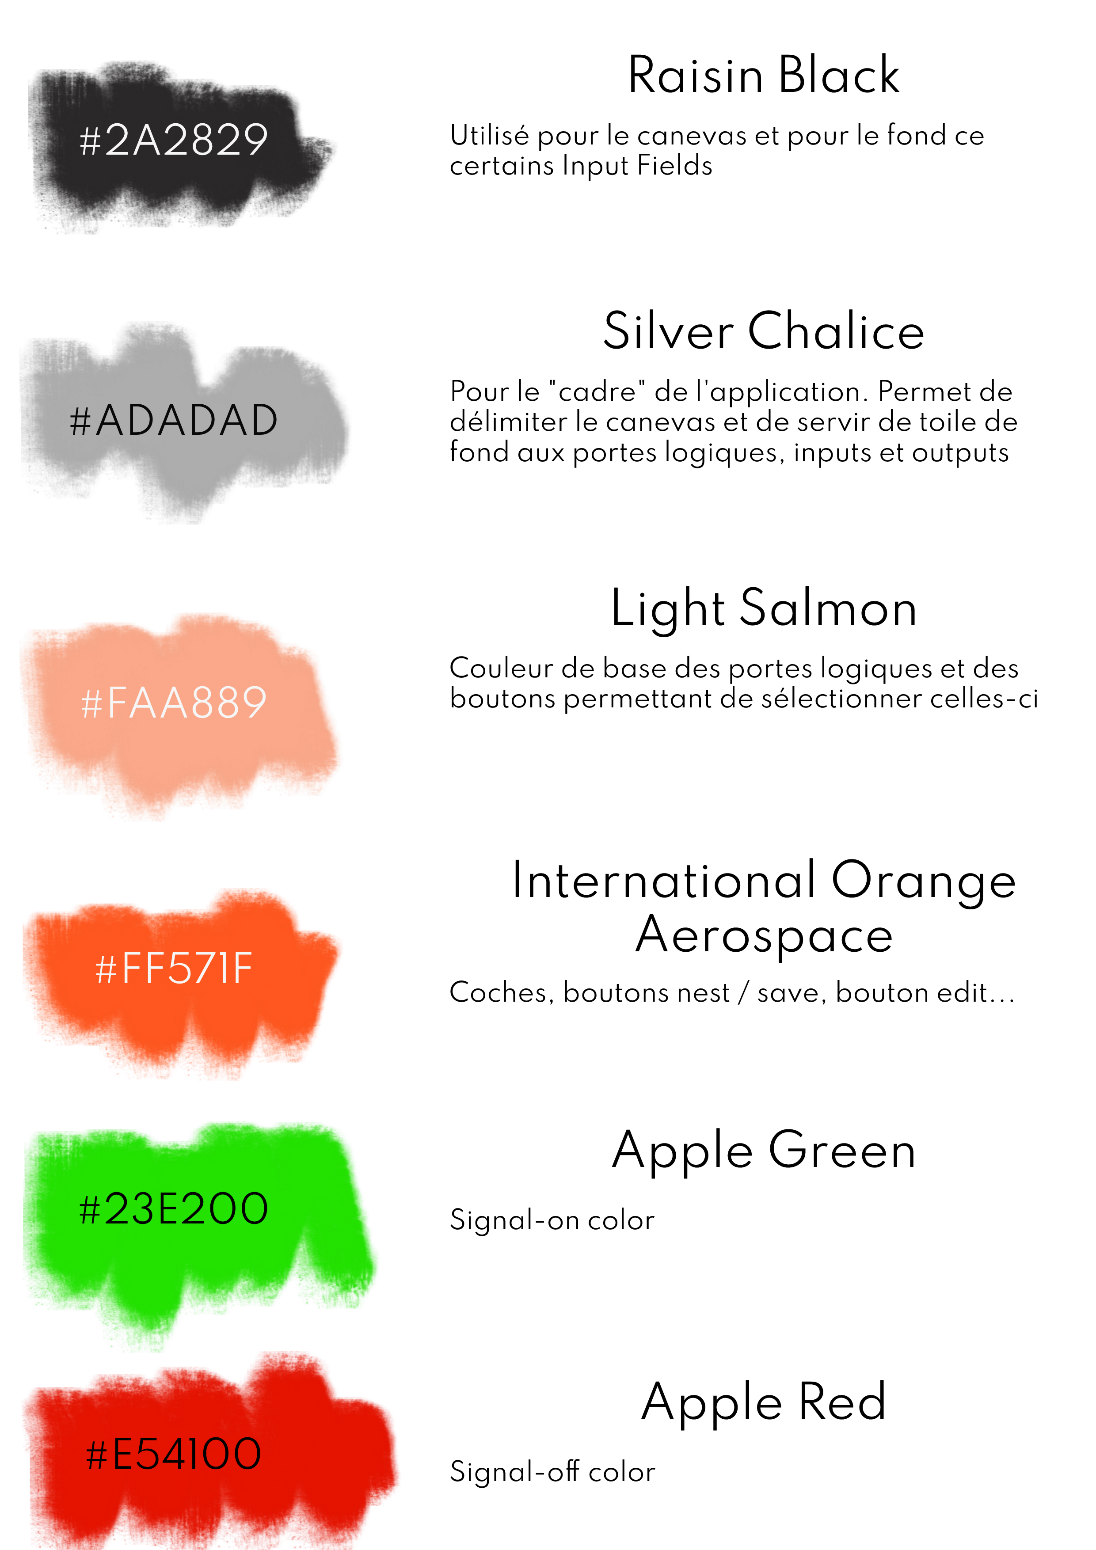 Raisin Black
#2A2829
Utilisé pour le canevas et pour le fond ce
certains Input Fields
Silver Chalice
#ADADAD
Pour le "cadre" de l'application. Permet de
délimiter le canevas et de servir de toile de
fond aux portes logiques, inputs et outputs
Light Salmon
#FAA889
Couleur de base des portes logiques et des
boutons permettant de sélectionner celles-ci
International Orange
Aerospace
#FF571F
Coches, boutons nest / save, bouton edit...
Apple Green
#23E200
Signal-on color
Apple Red
#E54100
Signal-off color